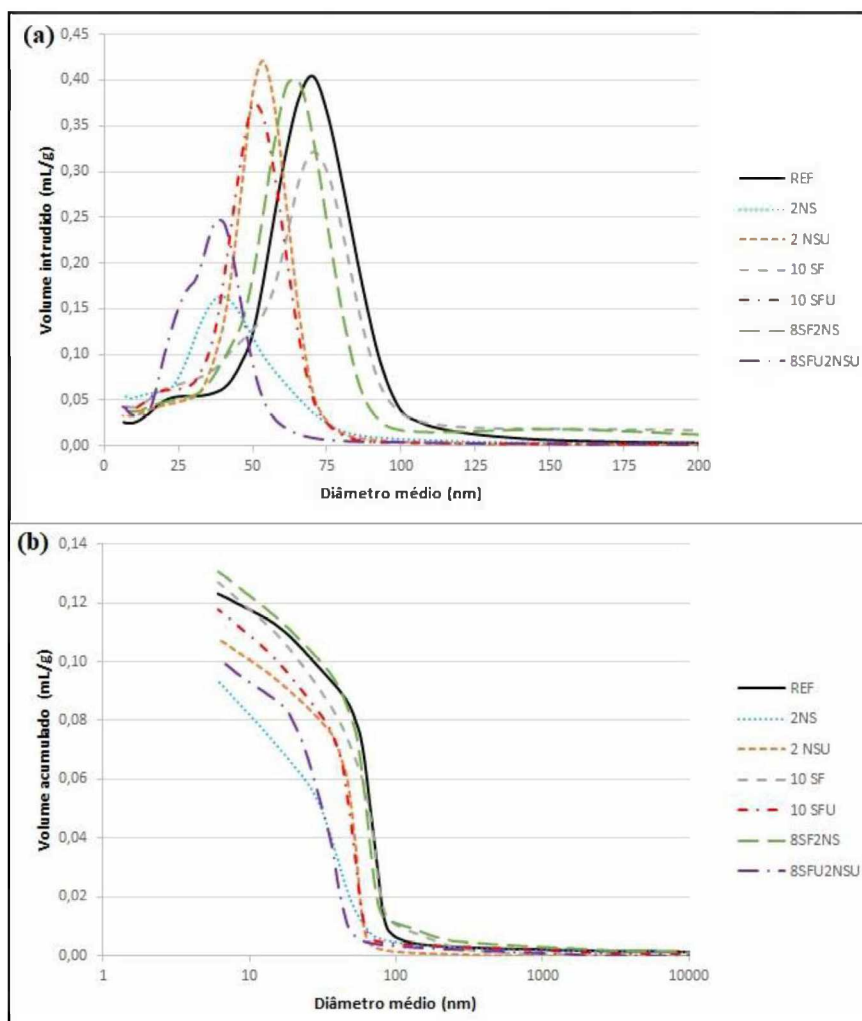 (a)
0,45
0,40
0,35
0,30
0,25
0,20
0,15
0,10
0,05
0,00
Volume intrudido (mL/g)
0 25 50 75 100 125 150 175 200
Diâmetro médio (nm)
REF
2NS
2 NSU
10 SF
10 SFU
8SF2NS
8SFU2NSU
(b)
0,14
0,12
0,10
0,08
0,06
0,04
0,02
0,00
Volume acumulado (mL/g)
1 10 100 1000 10000
Diâmetro médio (nm)
REF
2NS
2 NSU
10 SF
10 SFU
8SF2NS
8SFU2NSU